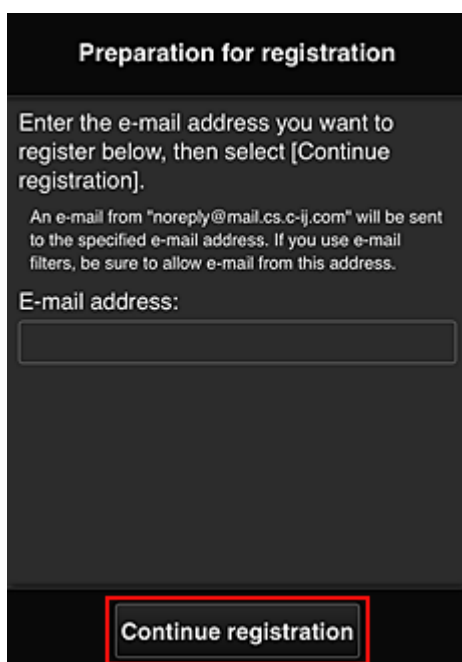 Preparation for registration
Enter the e-mail address you want to
register below, then select [Continue
registration].
An e-mail from "noreply@mail.cs.c-ij.com" will be sent
to the specified e-mail address. If you use e-mail
filters, be sure to allow e-mail from this address.
E-mail address:
Continue registration